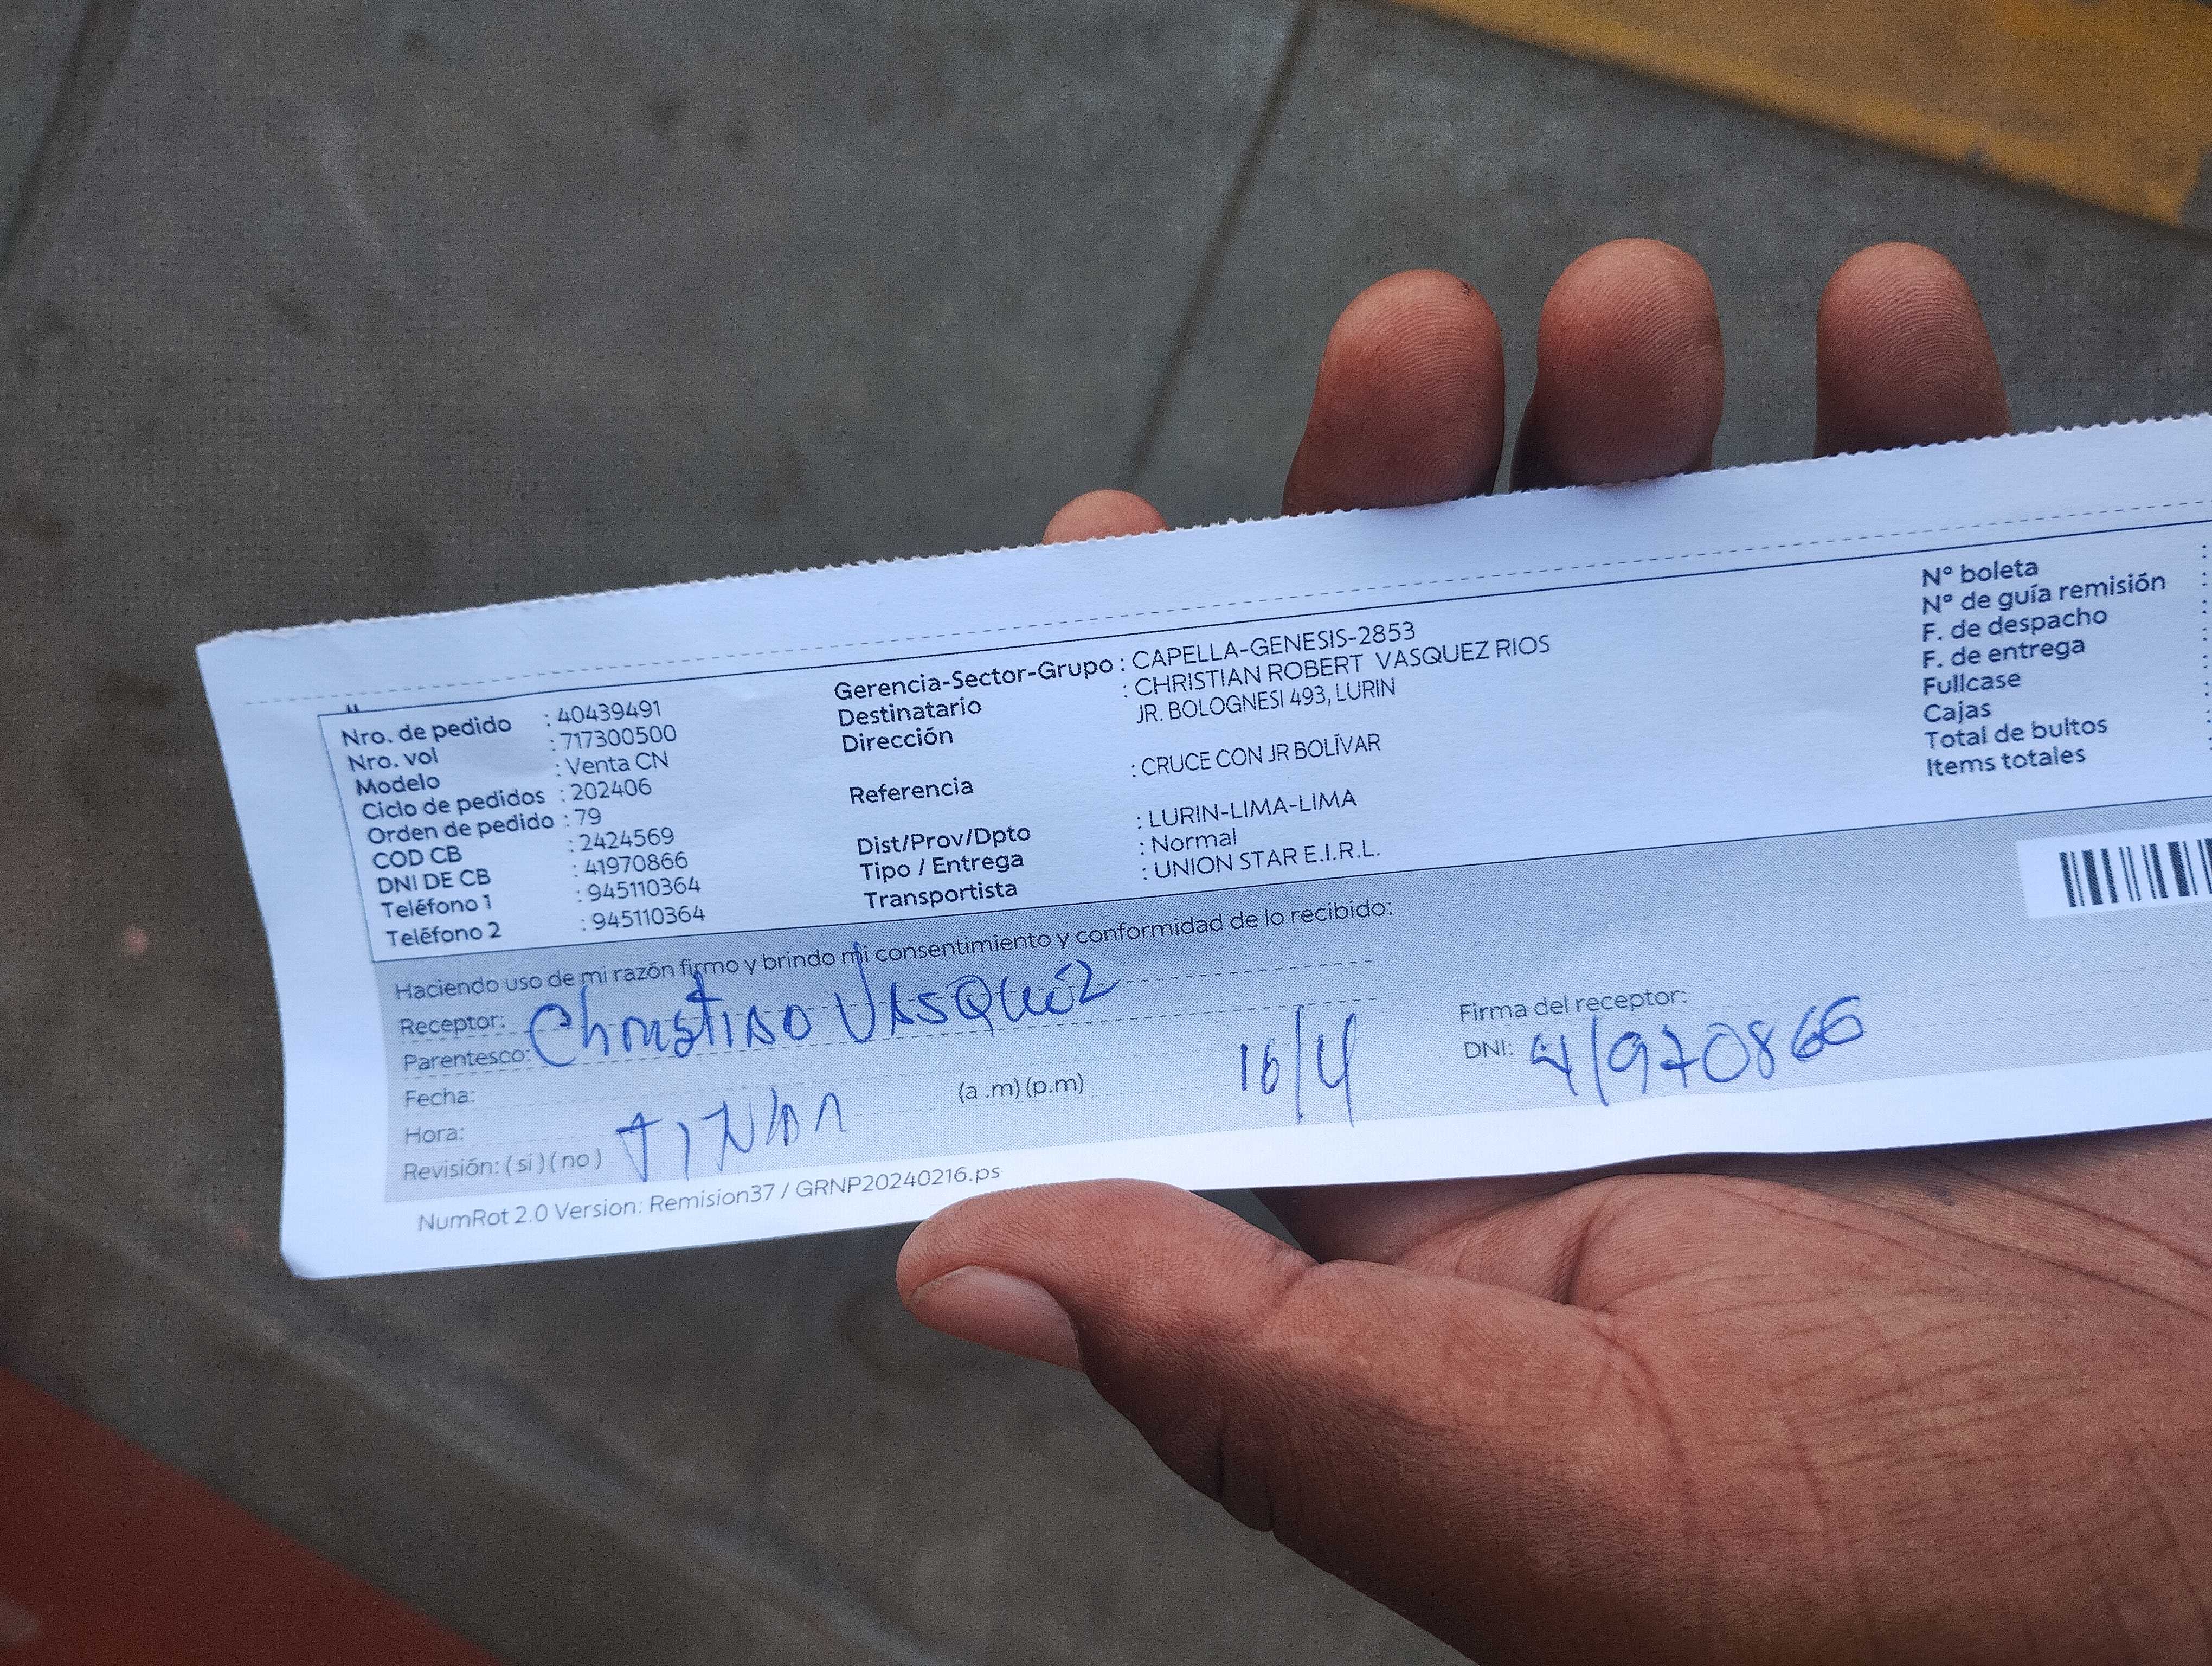 Nro. de pedido : 40439491
Nro. vol : 717300500
Modelo : Venta CN
Ciclo de pedidos : 202406
Orden de pedido : 79
COD CB : 2424569
DNI DE CB : 41970866
Teléfono 1 : 945110364
Teléfono 2 : 945110364
Gerencia-Sector-Grupo : CAPELLA-GENESIS-2853
Destinatario : CHRISTIAN ROBERT VASQUEZ RIOS
Dirección JR. BOLOGNESI 493, LURIN
Referencia : CRUCE CON JR BOLÍVAR
Dist/Prov/Dpto : LURIN-LIMA-LIMA
Tipo / Entrega : Normal
Transportista : UNION STAR E.I.R.L.
N° boleta :
N° de guía remisión :
F. de despacho :
F. de entrega :
Fullcase :
Cajas :
Total de bultos :
Items totales :
Haciendo uso de mi razón firmo y brindo mi consentimiento y conformidad de lo recibido:
Receptor:
Parentesco: VASQUEZ
Fecha: 16/4
Hora: (a .m) (p.m)
Revisión: ( si ) ( no )
Firma del receptor:
DNI: 41970866
NumRot 2.0 Version: Remision37 / GRNP20240216.ps